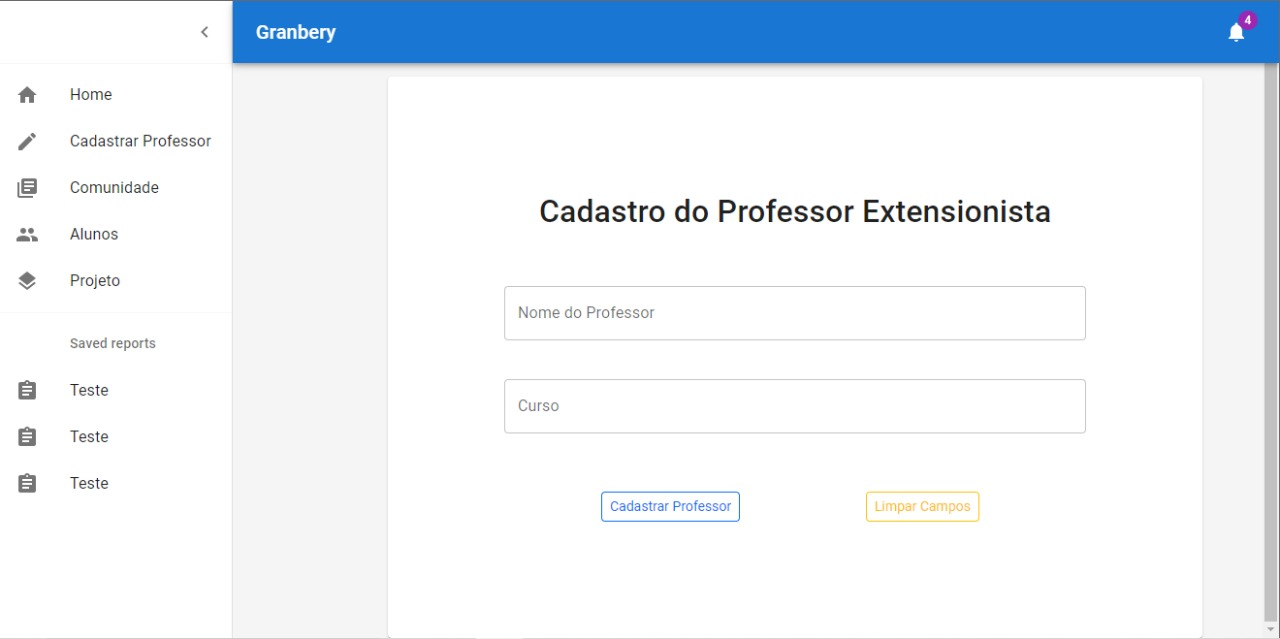 Granbery
4
Home
Cadastrar Professor
Comunidade
Alunos
Projeto
Saved reports
Teste
Teste
Teste
Cadastro do Professor Extensionista
Nome do Professor
Curso
Cadastrar Professor
Limpar Campos